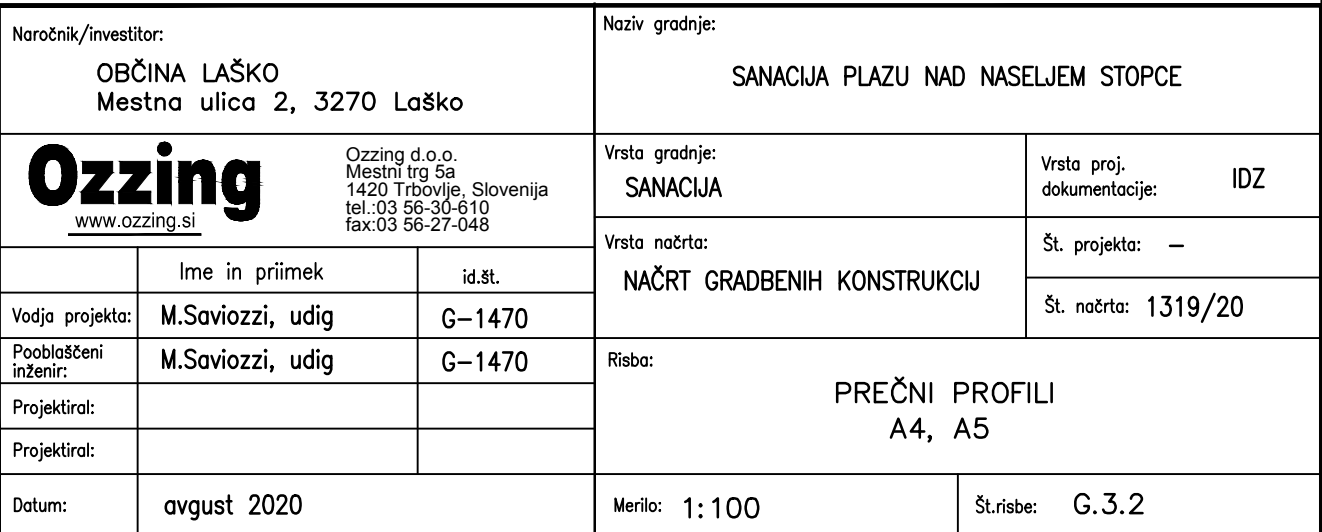 Naročnik/investitor:
OBČINA LAŠKO
Mestna ulica 2, 3270 Laško
Naziv gradnje:
SANACIJA PLAZU NAD NASELJEM STOPCE
Ozzing
www.ozzing.si
Ozzing d.o.o.
Mestni trg 5a
1420 Trbovlje, Slovenija
tel.:03 56-30-610
fax:03 56-27-048
Vrsta gradnje:
SANACIJA
Vrsta proj.
dokumentacije: IDZ
Vrsta načrta:
NAČRT GRADBENIH KONSTRUKCIJ
Št. projekta: –
Št. načrta: 1319/20
Ime in priimek id.št.
Vodja projekta: M.Saviozzi, udig G-1470
Pooblaščeni
inženir: M.Saviozzi, udig G-1470
Projektiral:
Projektiral:
Risba:
PREČNI PROFILI
A4, A5
Datum: avgust 2020
Merilo: 1:100
Št.risbe: G.3.2